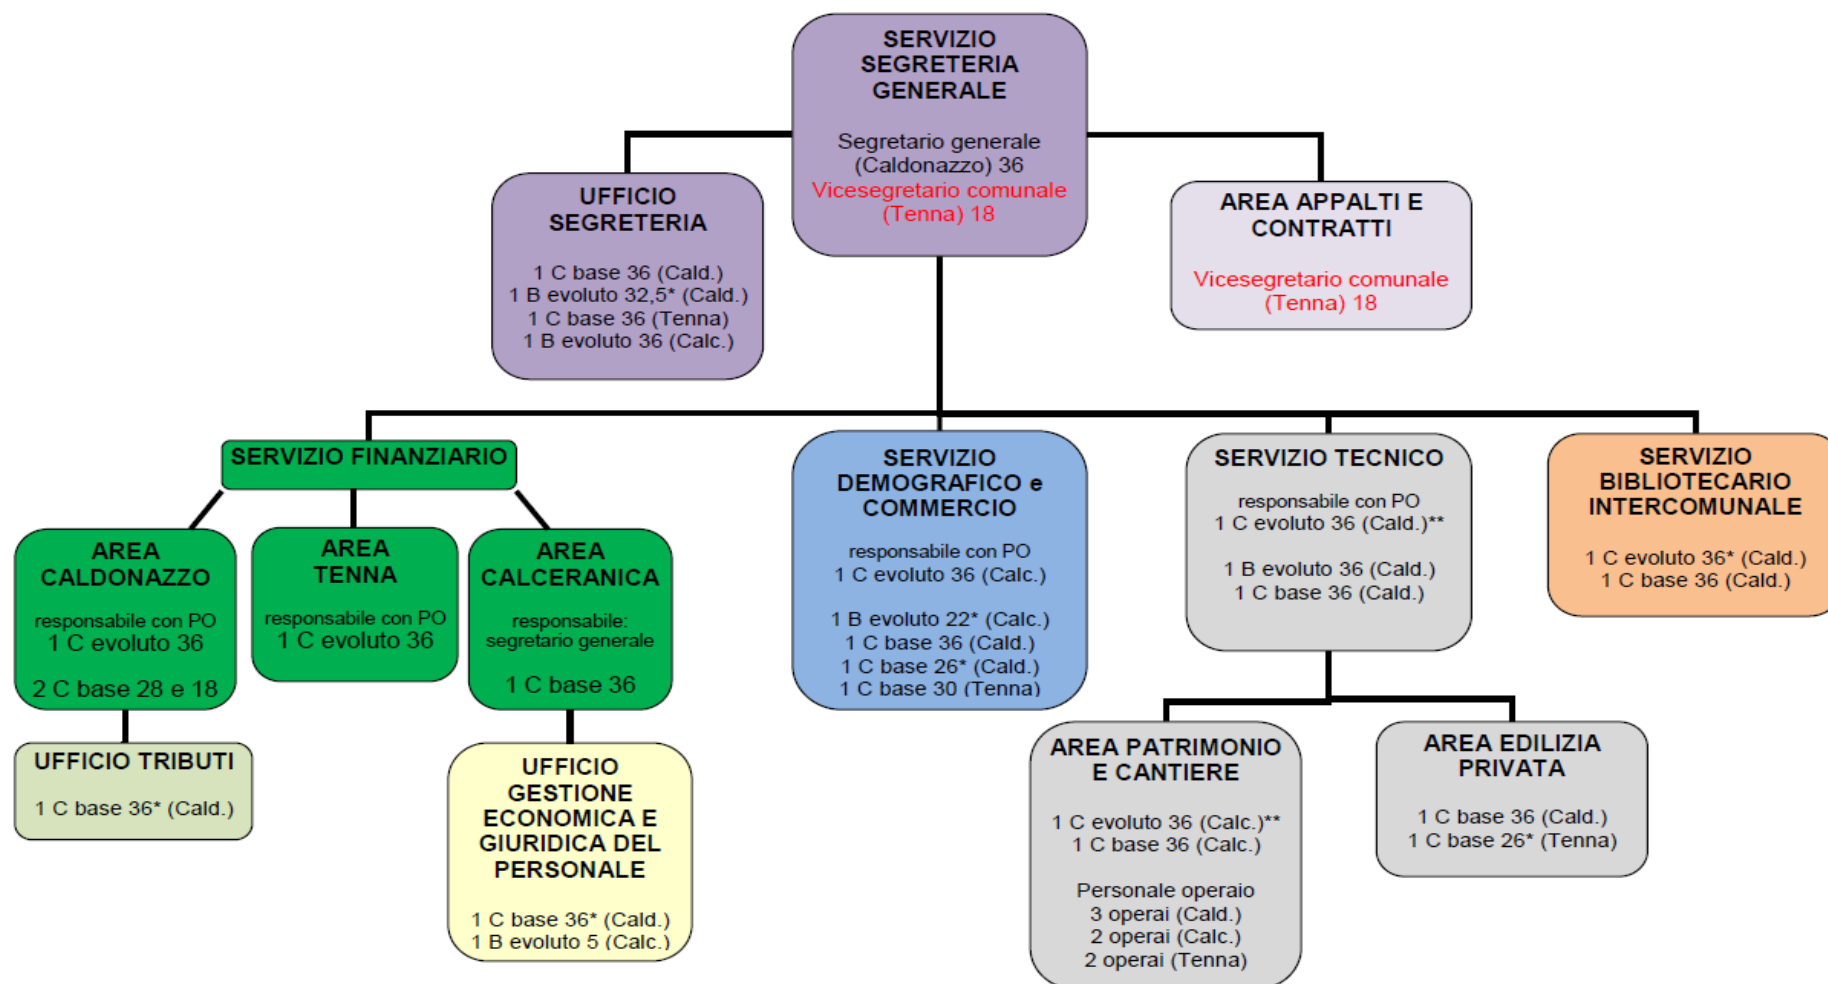 SERVIZIO
SEGRETERIA
GENERALE
Segretario generale
(Caldonazzo) 36
Vicesegretario comunale
(Tenna) 18
UFFICIO
SEGRETERIA
1 C base 36 (Cald.)
1 B evoluto 32,5* (Cald.)
1 C base 36 (Tenna)
1 B evoluto 36 (Calc.)
AREA APPALTI E
CONTRATTI
Vicesegretario comunale
(Tenna) 18
SERVIZIO FINANZIARIO
AREA
CALDONAZZO
responsabile con PO
1 C evoluto 36
2 C base 28 e 18
AREA
TENNA
responsabile con PO
1 C evoluto 36
AREA
CALCERANICA
responsabile:
segretario generale
1 C base 36
UFFICIO TRIBUTI
1 C base 36* (Cald.)
UFFICIO
GESTIONE
ECONOMICA E
GIURIDICA DEL
PERSONALE
1 C base 36* (Cald.)
1 B evoluto 5 (Calc.)
SERVIZIO
DEMOGRAFICO e
COMMERCIO
responsabile con PO
1 C evoluto 36 (Calc.)
1 B evoluto 22* (Calc.)
1 C base 36 (Cald.)
1 C base 26* (Cald.)
1 C base 30 (Tenna)
SERVIZIO TECNICO
responsabile con PO
1 C evoluto 36 (Cald.)**
1 B evoluto 36 (Cald.)
1 C base 36 (Cald.)
AREA PATRIMONIO
E CANTIERE
1 C evoluto 36 (Calc.)**
1 C base 36 (Calc.)
Personale operaio
3 operai (Cald.)
2 operai (Calc.)
2 operai (Tenna)
AREA EDILIZIA
PRIVATA
1 C base 36 (Cald.)
1 C base 26* (Tenna)
SERVIZIO
BIBLIOTECARIO
INTERCOMUNALE
1 C evoluto 36* (Cald.)
1 C base 36 (Cald.)